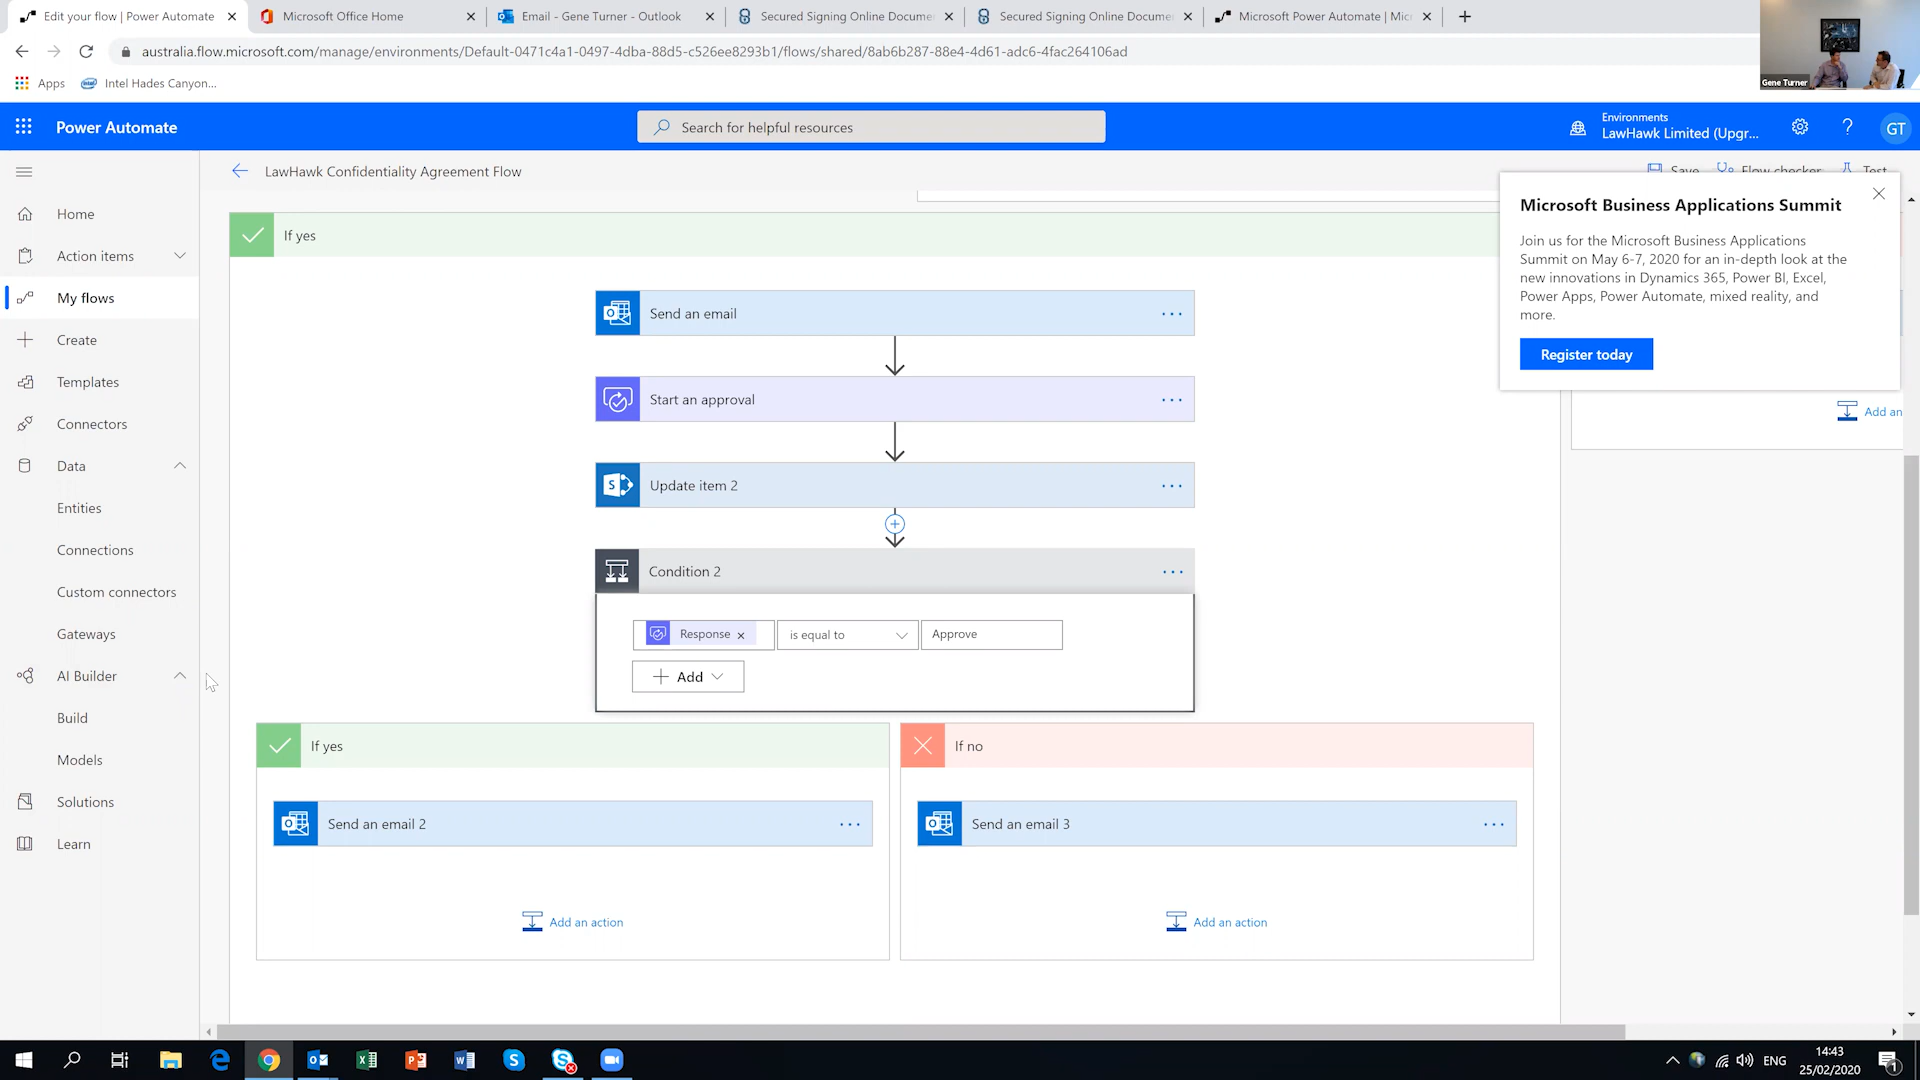 Edit your flow | Power Automate
Microsoft Office Home
Email - Gene Turner - Outlook
Secured Signing Online Docume
Secured Signing Online Docume
Microsoft Power Automate | Mic
australia.flow.microsoft.com/manage/environments/Default-0471c4a1-0497-4dba-88d5-c526ee8293b1/flows/shared/8ab6b287-88e4-4d61-adc6-4fac264106ad
Gene Turner
Apps
Intel Hades Canyon...
Power Automate
Search for helpful resources
Environments
LawHawk Limited (Upgr...
?
GT
LawHawk Confidentiality Agreement Flow
Save
Flow checker
Test
Home
Action items
My flows
Create
Templates
Connectors
Data
Entities
Connections
Custom connectors
Gateways
AI Builder
Build
Models
Solutions
Learn
If yes
Send an email
Start an approval
Update item 2
Condition 2
Response
is equal to
Approve
Add
If yes
Send an email 2
Add an action
If no
Send an email 3
Add an action
Microsoft Business Applications Summit
Join us for the Microsoft Business Applications
Summit on May 6-7, 2020 for an in-depth look at the
new innovations in Dynamics 365, Power BI, Excel,
Power Apps, Power Automate, mixed reality, and
more.
Register today
Add an
ENG
14:43
25/02/2020
1